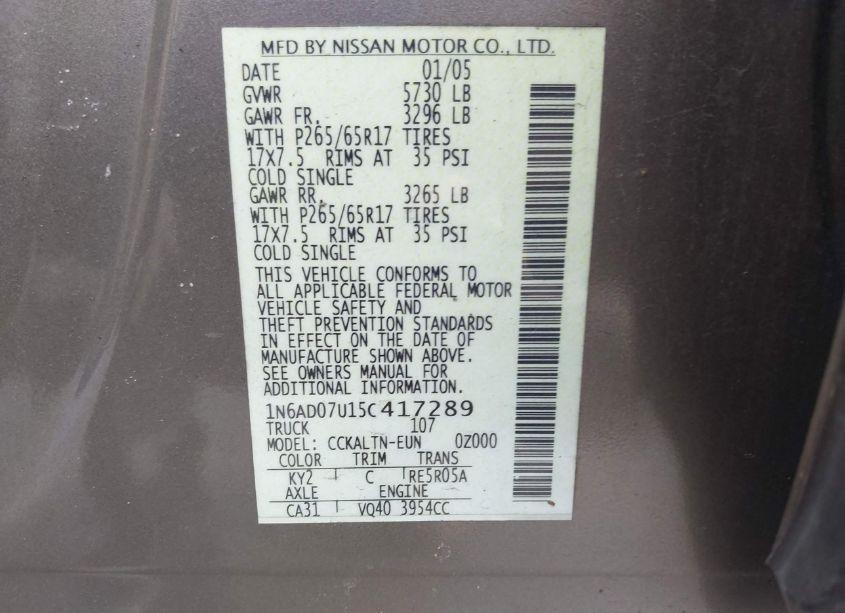 MFD BY NISSAN MOTOR CO., LTD.
DATE 01/05
GVWR 5730 LB
GAWR FR. 3296 LB
WITH P265/65R17 TIRES
17X7.5 RIMS AT 35 PSI
COLD SINGLE
GAWR RR. 3265 LB
WITH P265/65R17 TIRES
17X7.5 RIMS AT 35 PSI
COLD SINGLE
THIS VEHICLE CONFORMS TO
ALL APPLICABLE FEDERAL MOTOR
VEHICLE SAFETY AND
THEFT PREVENTION STANDARDS
IN EFFECT ON THE DATE OF
MANUFACTURE SHOWN ABOVE.
SEE OWNERS MANUAL FOR
ADDITIONAL INFORMATION.
1N6AD07U15C417289
TRUCK 107
MODEL: CCKALTN-EUN 0Z000
COLOR TRIM TRANS
KY2 C RE5R05A
AXLE ENGINE
CA31 VQ40 3954CC